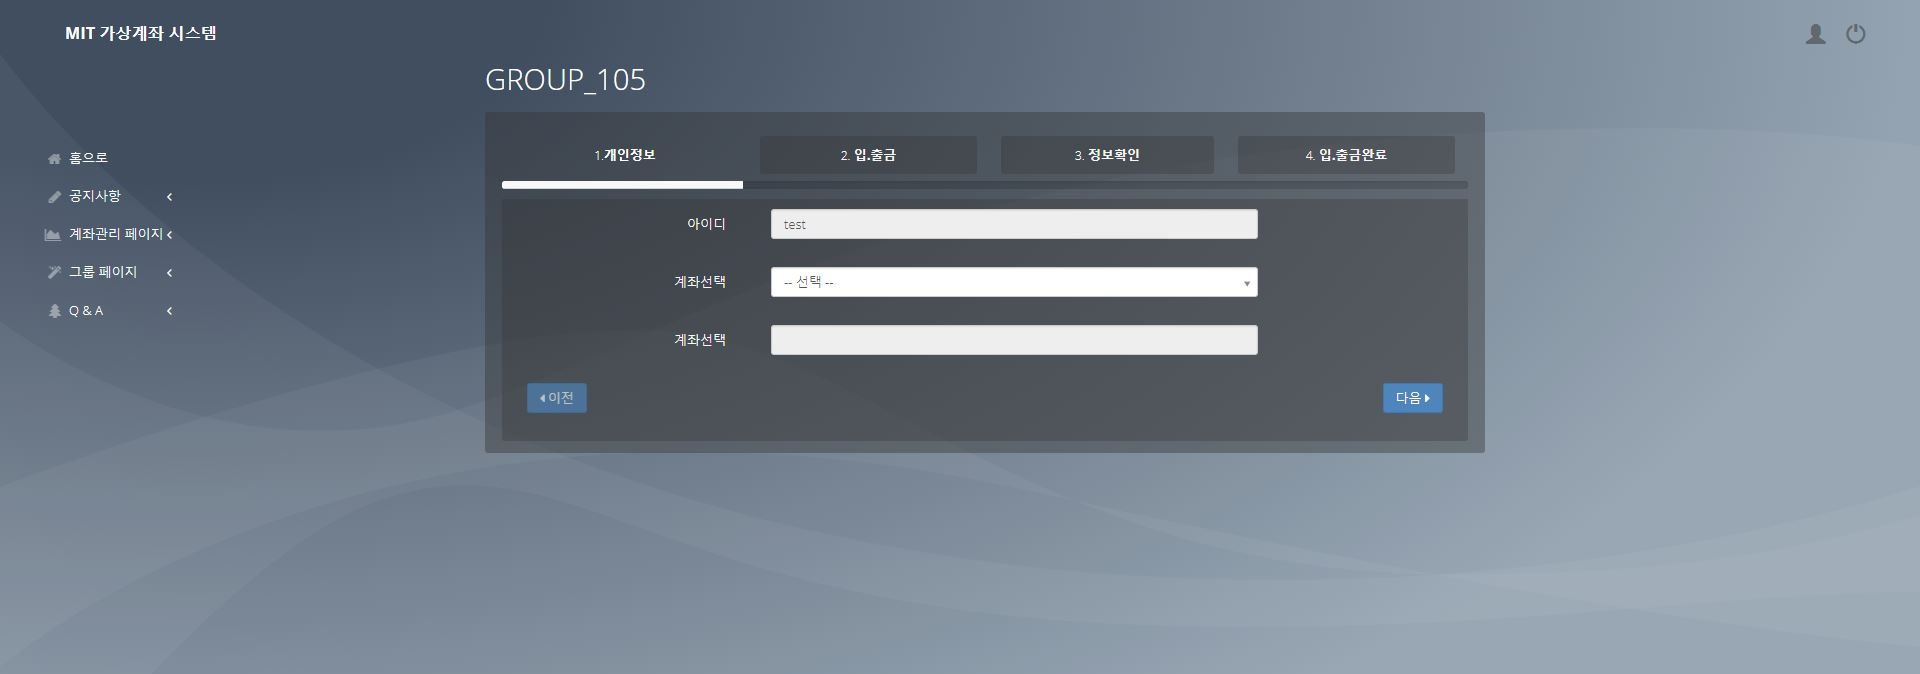 MIT 가상계좌 시스템
GROUP_105
홈으로
공지사항
계좌관리 페이지
그룹 페이지
Q & A
1.개인정보
2. 입.출금
3. 정보확인
4. 입.출금완료
아이디
test
계좌선택
-- 선택 --
계좌선택
이전
다음